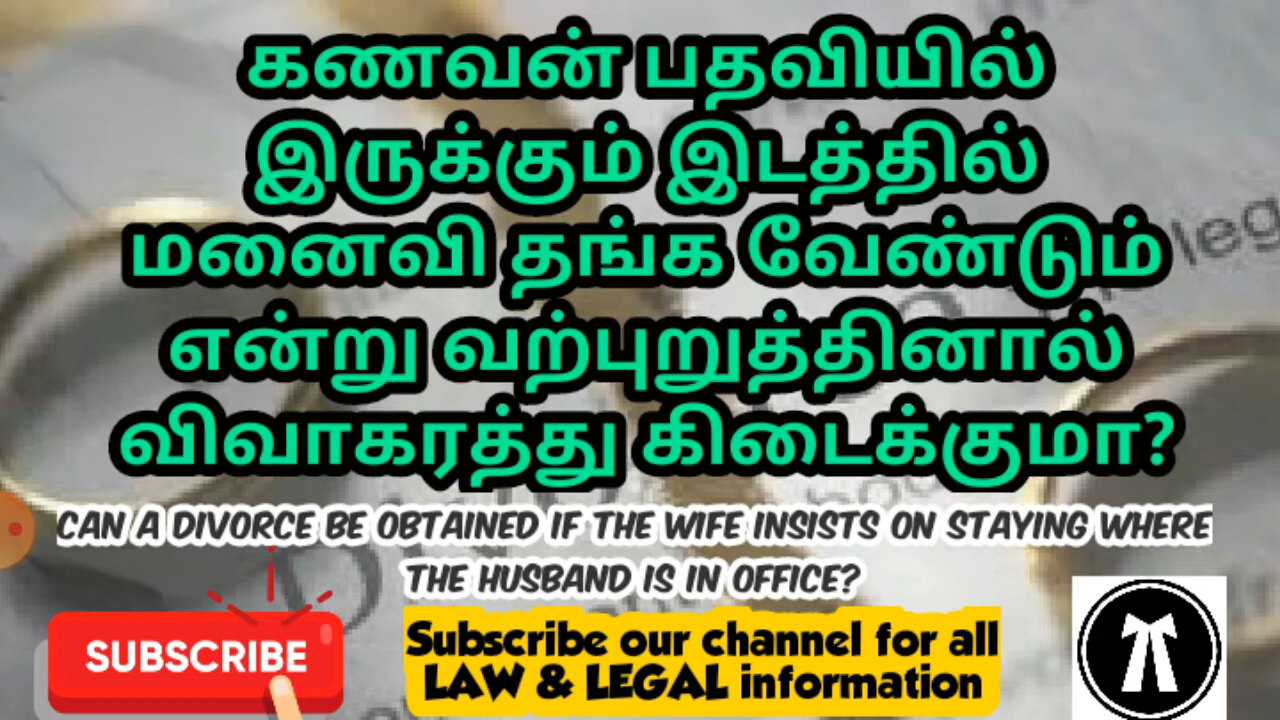 கணவன் பதவியில்
இருக்கும் இடத்தில்
மனைவி தங்க வேண்டும்
என்று வற்புறுத்தினால்
விவாகரத்து கிடைக்குமா?
CAN A DIVORCE BE OBTAINED IF THE WIFE INSISTS ON STAYING WHERE
THE HUSBAND IS IN OFFICE?
SUBSCRIBE
Subscribe our channel for all
LAW & LEGAL information